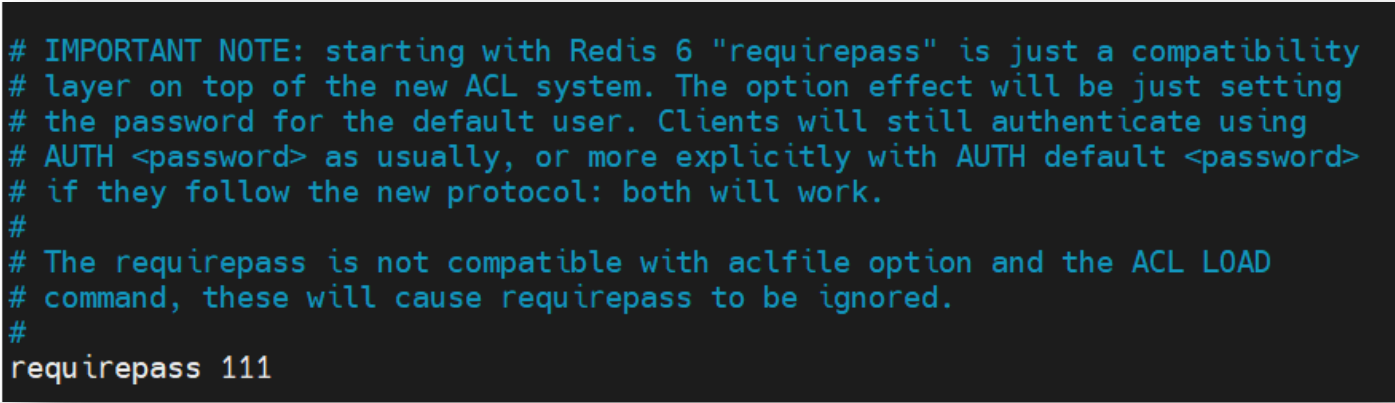 # IMPORTANT NOTE: starting with Redis 6 "requirepass" is just a compatibility
# layer on top of the new ACL system. The option effect will be just setting
# the password for the default user. Clients will still authenticate using
# AUTH <password> as usually, or more explicitly with AUTH default <password>
# if they follow the new protocol: both will work.
#
# The requirepass is not compatible with aclfile option and the ACL LOAD
# command, these will cause requirepass to be ignored.
#
requirepass 111